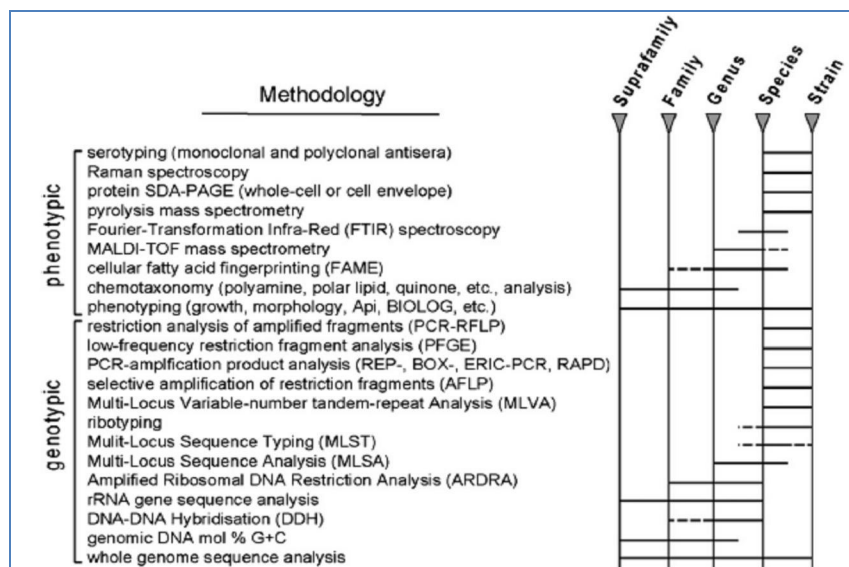 Methodology
Suprafamily
Family
Genus
Species
Strain
phenotypic
serotyping (monoclonal and polyclonal antisera)
Raman spectroscopy
protein SDA-PAGE (whole-cell or cell envelope)
pyrolysis mass spectrometry
Fourier-Transformation Infra-Red (FTIR) spectroscopy
MALDI-TOF mass spectrometry
cellular fatty acid fingerprinting (FAME)
chemotaxonomy (polyamine, polar lipid, quinone, etc., analysis)
phenotyping (growth, morphology, Api, BIOLOG, etc.)
genotypic
restriction analysis of amplified fragments (PCR-RFLP)
low-frequency restriction fragment analysis (PFGE)
PCR-amplfication product analysis (REP-, BOX-, ERIC-PCR, RAPD)
selective amplification of restriction fragments (AFLP)
Multi-Locus Variable-number tandem-repeat Analysis (MLVA)
ribotyping
Mulit-Locus Sequence Typing (MLST)
Multi-Locus Sequence Analysis (MLSA)
Amplified Ribosomal DNA Restriction Analysis (ARDRA)
rRNA gene sequence analysis
DNA-DNA Hybridisation (DDH)
genomic DNA mol % G+C
whole genome sequence analysis